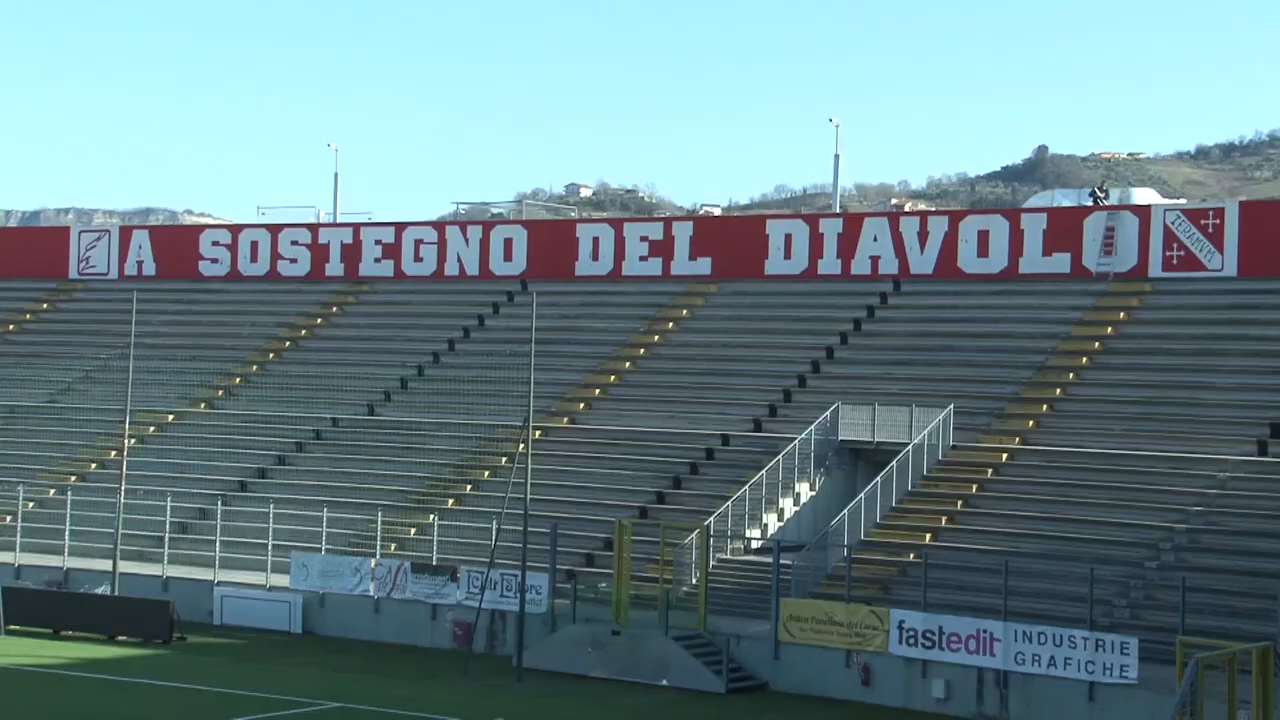 A SOSTEGNO DEL DIAVOLO
TERAMVM
fastedit
INDUSTRIE
GRAFICHE